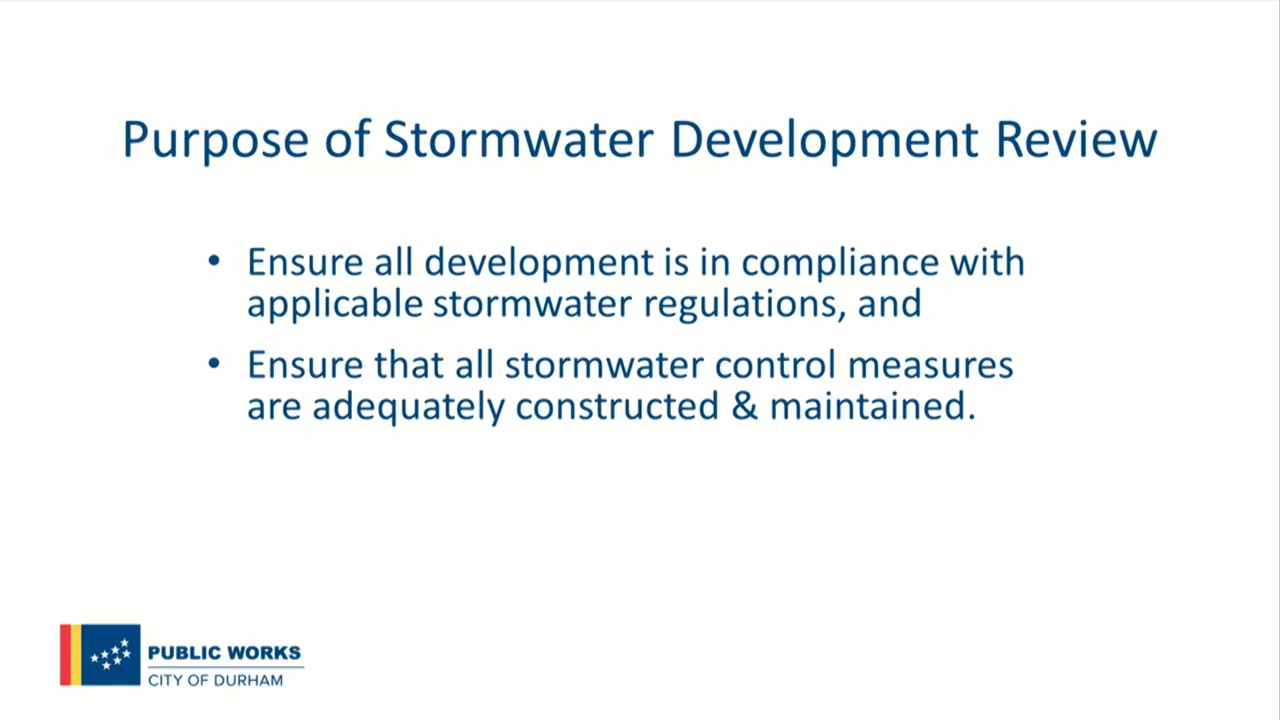 Purpose of Stormwater Development Review
• Ensure all development is in compliance with
applicable stormwater regulations, and
• Ensure that all stormwater control measures
are adequately constructed & maintained.
PUBLIC WORKS
CITY OF DURHAM